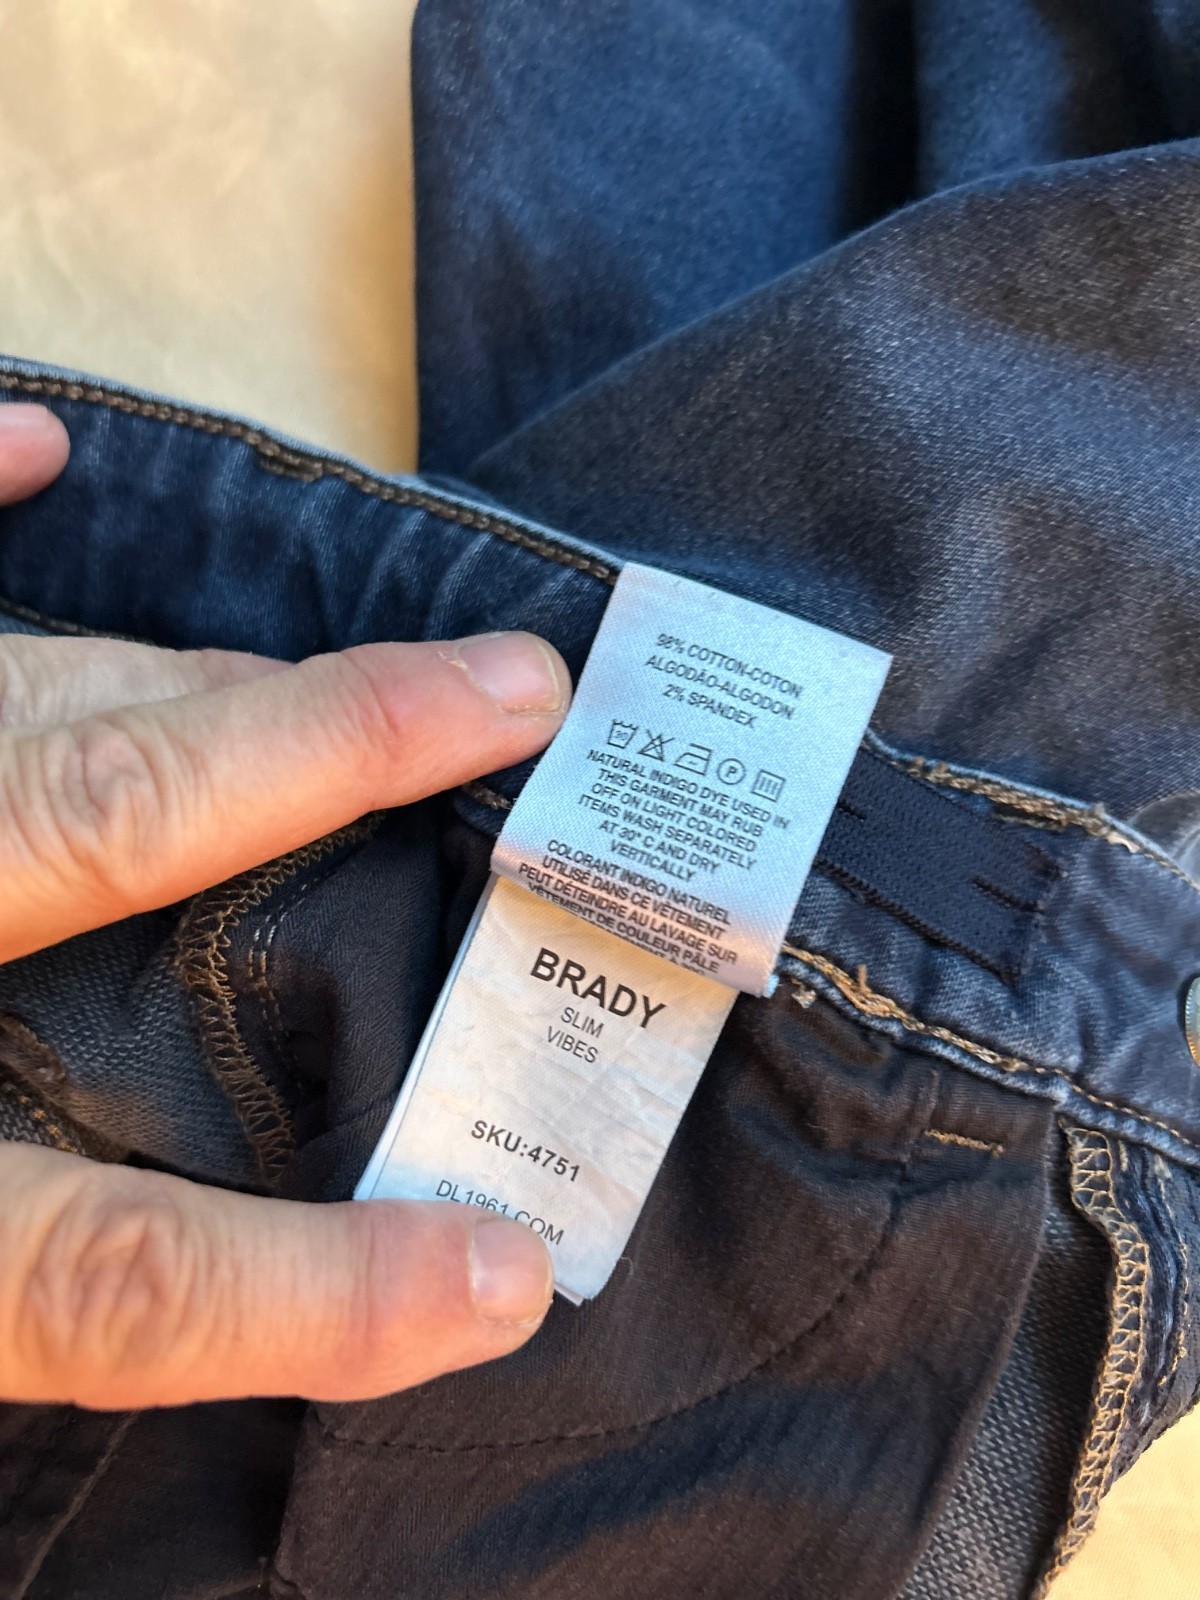 98% COTTON-COTON
ALGODÃO-ALGODON
2% SPANDEX
30
P
NATURAL INDIGO DYE USED IN
THIS GARMENT MAY RUB
OFF ON LIGHT COLORED
ITEMS WASH SEPARATELY
AT 30° C AND DRY
VERTICALLY
COLORANT INDIGO NATUREL
UTILISÉ DANS CE VÊTEMENT
PEUT DÉTEINDRE AU LAVAGE SUR
VÊTEMENT DE COULEUR PÂLE
BRADY
SLIM
VIBES
SKU:4751
DL1961.COM